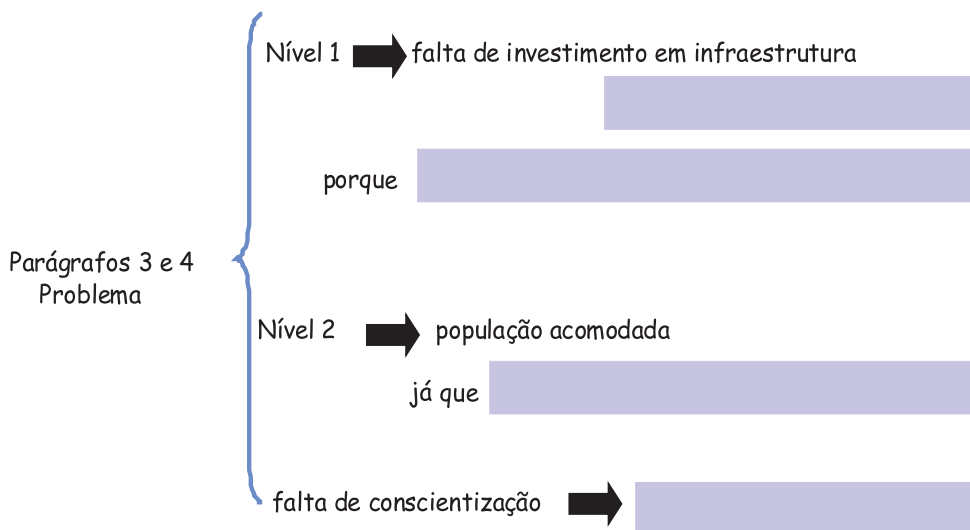 Nível 1 falta de investimento em infraestrutura
porque
Parágrafos 3 e 4
Problema
Nível 2 população acomodada
já que
falta de conscientização